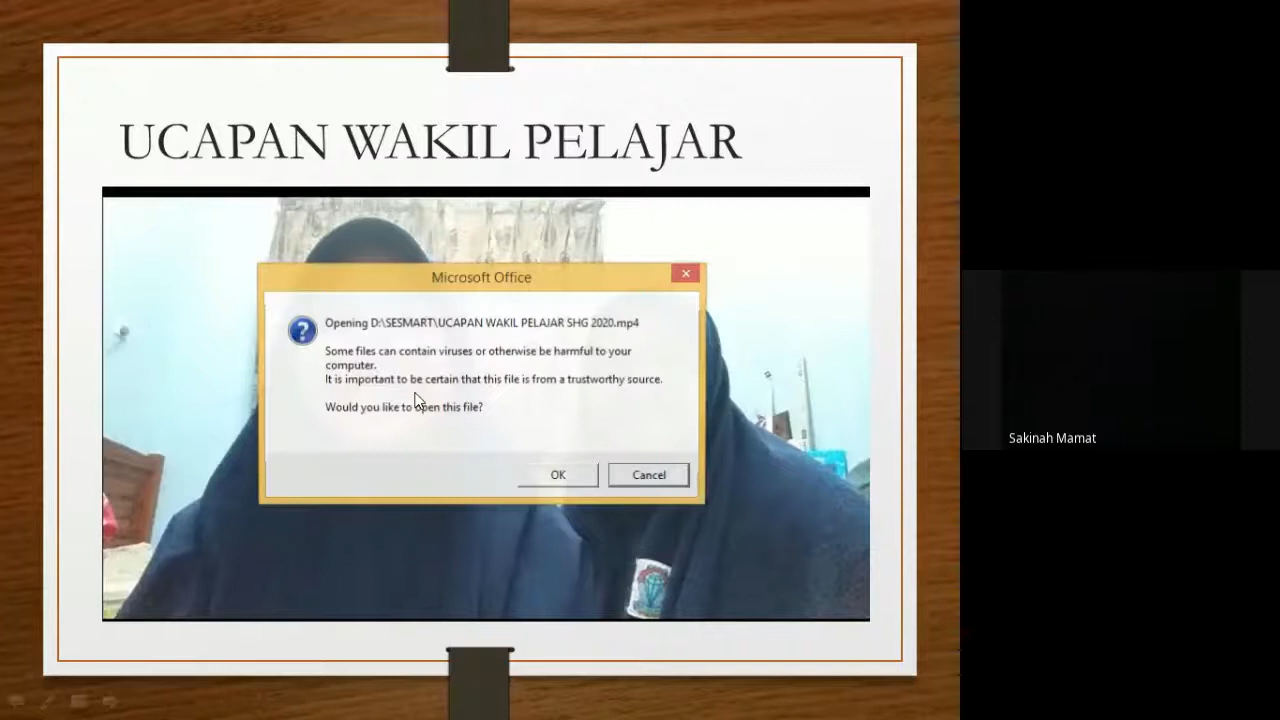 UCAPAN WAKIL PELAJAR
Microsoft Office
Opening D:\SESMART\UCAPAN WAKIL PELAJAR SHG 2020.mp4
Some files can contain viruses or otherwise be harmful to your
computer.
It is important to be certain that this file is from a trustworthy source.
Would you like to open this file?
OK
Cancel
Sakinah Mamat